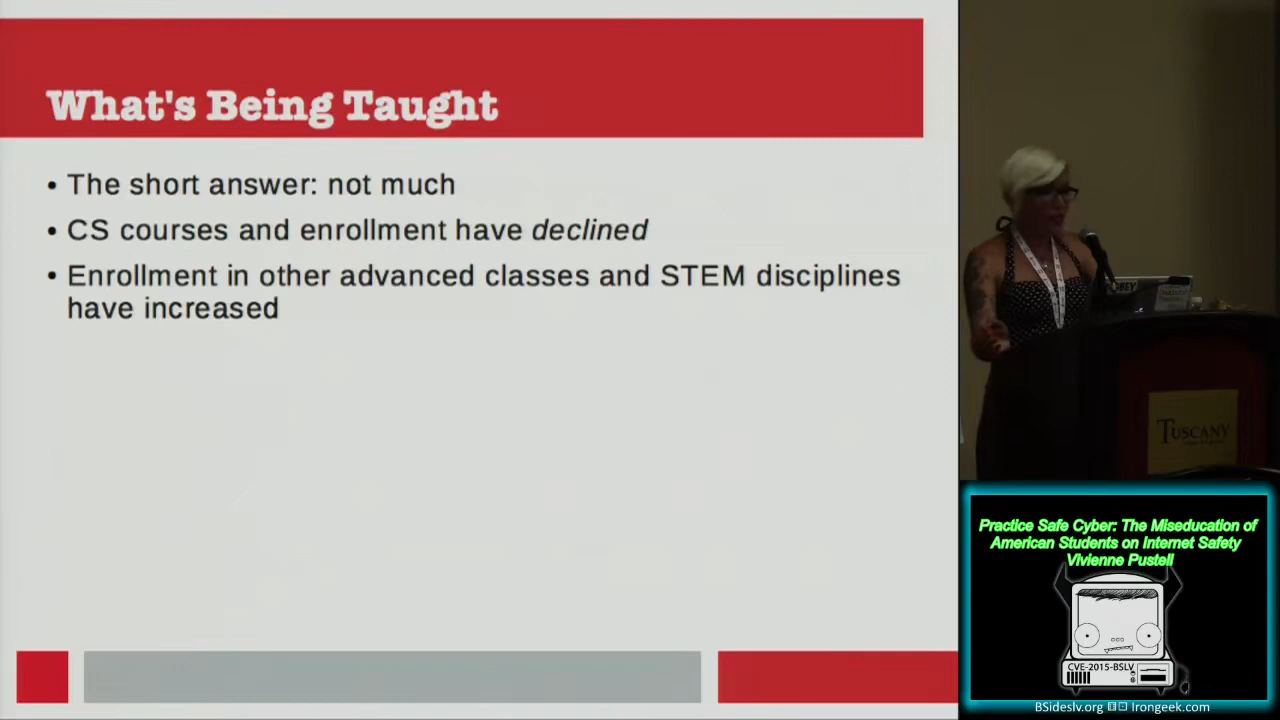 What's Being Taught
• The short answer: not much
• CS courses and enrollment have declined
• Enrollment in other advanced classes and STEM disciplines
have increased
TUSCANY
Practice Safe Cyber: The Miseducation of
American Students on Internet Safety
Vivienne Pustell
CVE-2015-BSLV
BSideslv.org Irongeek.com